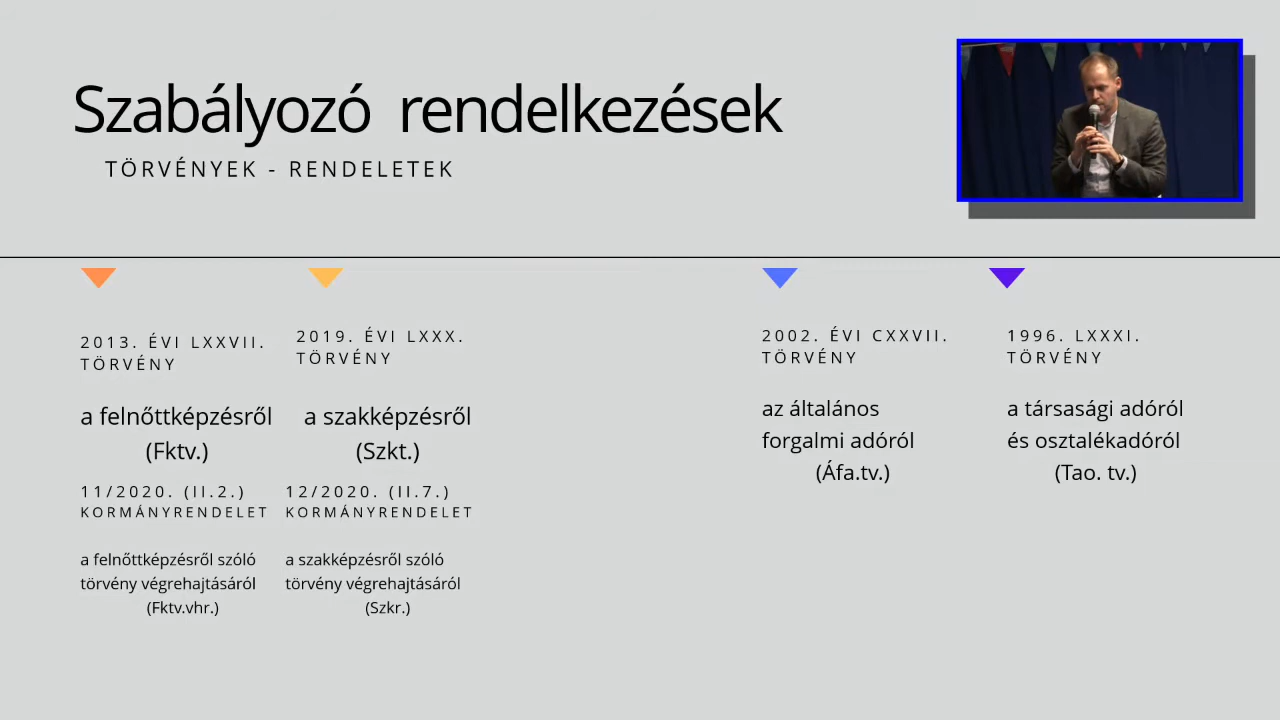 Szabályozó rendelkezések
TÖRVÉNYEK - RENDELETEK
2013. ÉVI LXXVII.
TÖRVÉNY
a felnőttképzésről
(Fktv.)
11/2020. (II.2.)
KORMÁNYRENDELET
a felnőttképzésről szóló
törvény végrehajtásáról
(Fktv.vhr.)
2019. ÉVI LXXX.
TÖRVÉNY
a szakképzésről
(Szkt.)
12/2020. (II.7.)
KORMÁNYRENDELET
a szakképzésről szóló
törvény végrehajtásáról
(Szkr.)
2002. ÉVI CXXVII.
TÖRVÉNY
az általános
forgalmi adóról
(Áfa.tv.)
1996. LXXXI.
TÖRVÉNY
a társasági adóról
és osztalékadóról
(Tao. tv.)